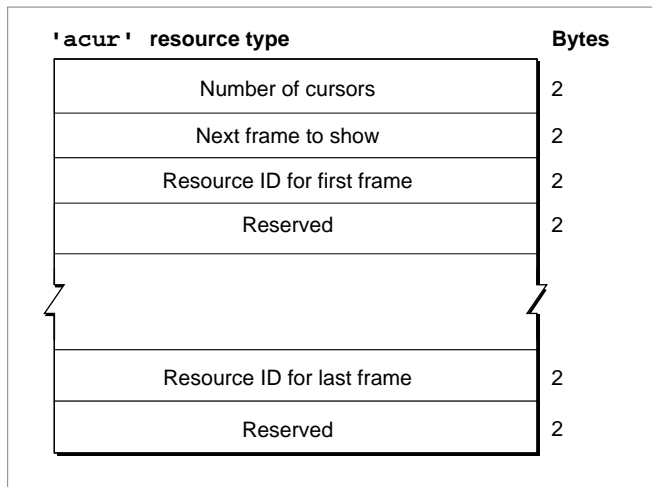 'acur' resource type Bytes
Number of cursors 2
Next frame to show 2
Resource ID for first frame 2
Reserved 2
Resource ID for last frame 2
Reserved 2